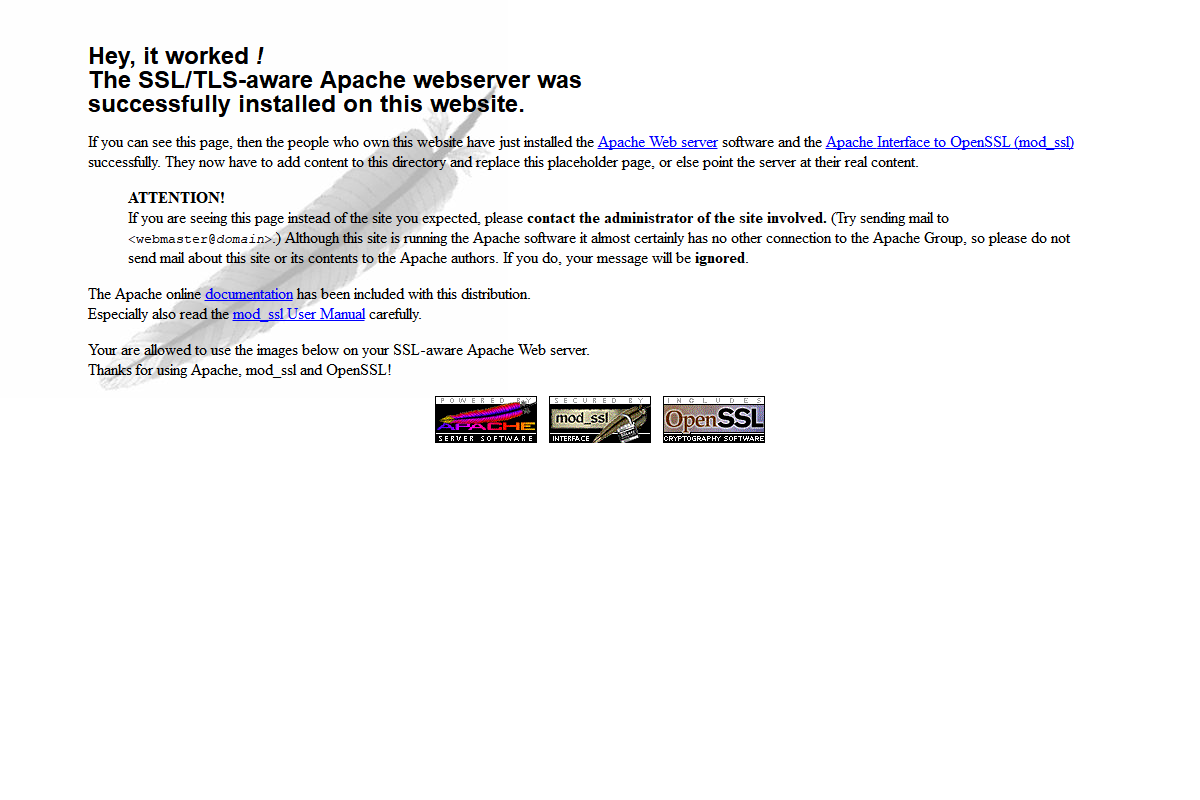 Hey, it worked !
The SSL/TLS-aware Apache webserver was
successfully installed on this website.
If you can see this page, then the people who own this website have just installed the Apache Web server software and the Apache Interface to OpenSSL (mod_ssl)
successfully. They now have to add content to this directory and replace this placeholder page, or else point the server at their real content.
ATTENTION!
If you are seeing this page instead of the site you expected, please contact the administrator of the site involved. (Try sending mail to
<webmaster@domain>.) Although this site is running the Apache software it almost certainly has no other connection to the Apache Group, so please do not
send mail about this site or its contents to the Apache authors. If you do, your message will be ignored.
The Apache online documentation has been included with this distribution.
Especially also read the mod_ssl User Manual carefully.
Your are allowed to use the images below on your SSL-aware Apache Web server.
Thanks for using Apache, mod_ssl and OpenSSL!
POWERED BY SECURED BY INCLUDES
APACHE mod_ssl OpenSSL
SERVER SOFTWARE INTERFACE CRYPTOGRAPHY SOFTWARE